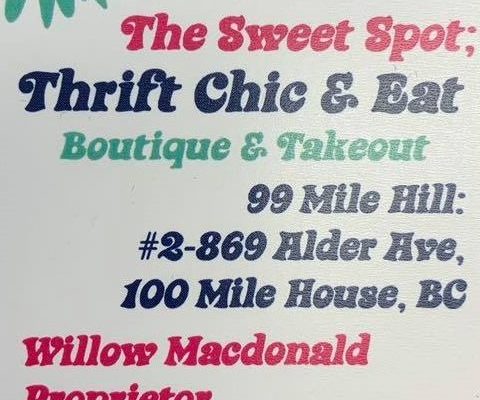 The Sweet Spot;
Thrift Chic & Eat
Boutique & Takeout
99 Mile Hill:
#2-869 Alder Ave,
100 Mile House, BC
Willow Macdonald
Proprietor